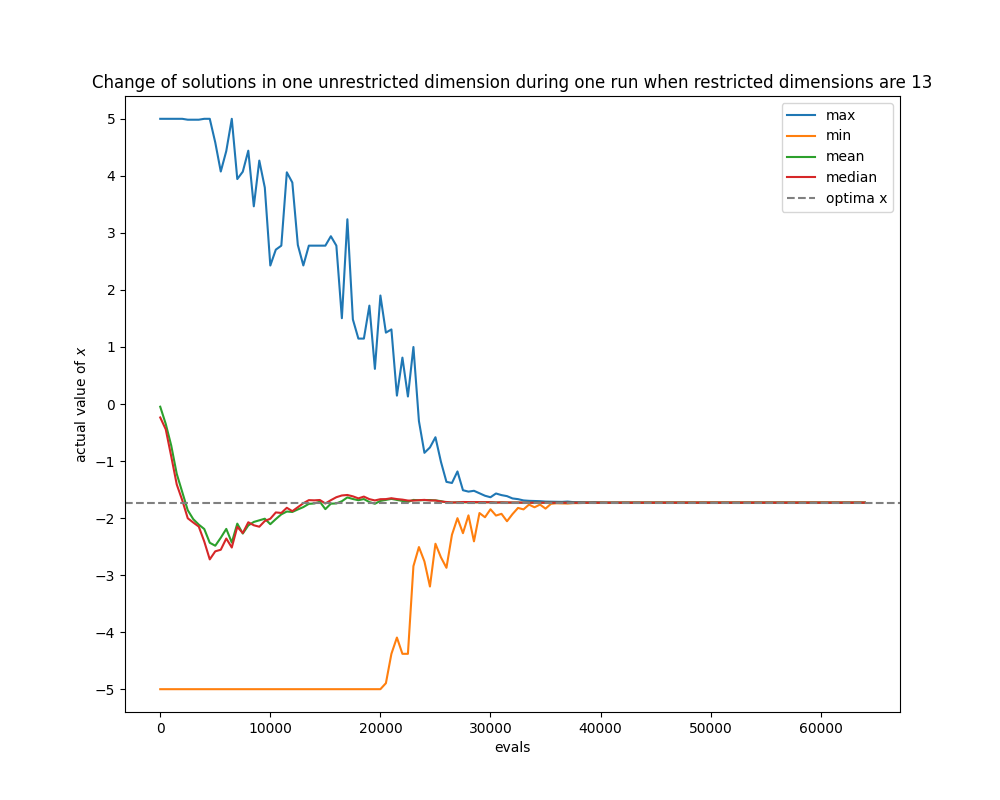 Change of solutions in one unrestricted dimension during one run when restricted dimensions are 13
max
min
mean
median
optima x
5
4
3
2
1
0
−1
−2
−3
−4
−5
actual value of x
0 10000 20000 30000 40000 50000 60000
evals